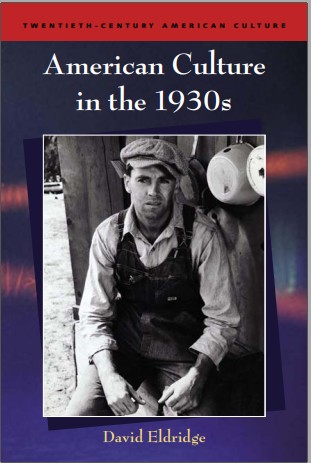 TWENTIETH-CENTURY AMERICAN CULTURE
American Culture
in the 1930s
David Eldridge